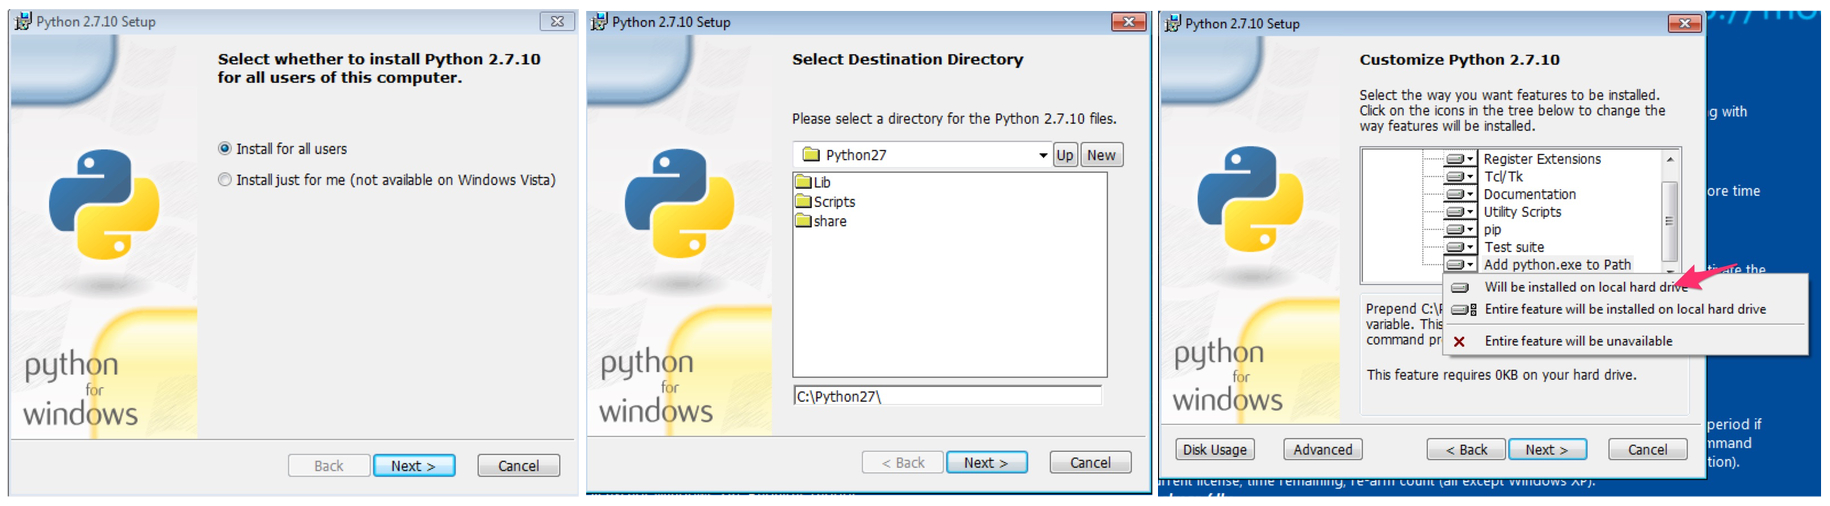 Python 2.7.10 Setup
Select whether to install Python 2.7.10
for all users of this computer.
Install for all users
Install just for me (not available on Windows Vista)
python
for
windows
Back
Next >
Cancel
Python 2.7.10 Setup
Select Destination Directory
Please select a directory for the Python 2.7.10 files.
Python27
Up
New
Lib
Scripts
share
C:\Python27\
python
for
windows
< Back
Next >
Cancel
Python 2.7.10 Setup
Customize Python 2.7.10
Select the way you want features to be installed.
Click on the icons in the tree below to change the
way features will be installed.
Register Extensions
Tcl/Tk
Documentation
Utility Scripts
pip
Test suite
Add python.exe to Path
Will be installed on local hard drive
Entire feature will be installed on local hard drive
Entire feature will be unavailable
Prepend C:\
variable. This
command
This feature requires 0KB on your hard drive.
python
for
windows
Disk Usage
Advanced
< Back
Next >
Cancel
with
ore time
the
period if
mmand
tion).
rrent license, time remaining, re-arm count (all except Windows XP).